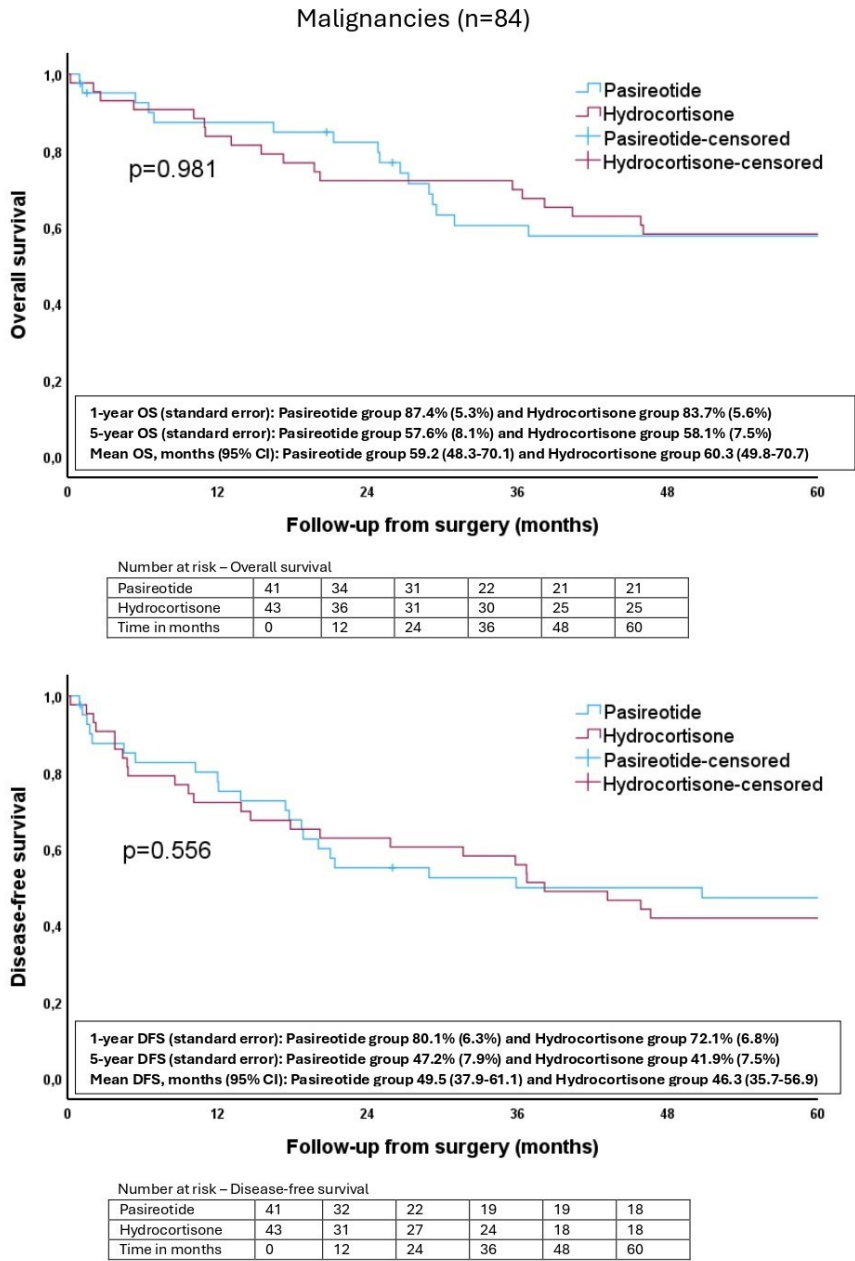 Malignancies (n=84)
Overall survival
1,0
0,8
0,6
0,4
0,2
0,0
Pasireotide
Hydrocortisone
Pasireotide-censored
Hydrocortisone-censored
p=0.981
1-year OS (standard error): Pasireotide group 87.4% (5.3%) and Hydrocortisone group 83.7% (5.6%)
5-year OS (standard error): Pasireotide group 57.6% (8.1%) and Hydrocortisone group 58.1% (7.5%)
Mean OS, months (95% CI): Pasireotide group 59.2 (48.3-70.1) and Hydrocortisone group 60.3 (49.8-70.7)
0 12 24 36 48 60
Follow-up from surgery (months)
Number at risk – Overall survival
Pasireotide 41 34 31 22 21 21
Hydrocortisone 43 36 31 30 25 25
Time in months 0 12 24 36 48 60
Disease-free survival
1,0
0,8
0,6
0,4
0,2
0,0
Pasireotide
Hydrocortisone
Pasireotide-censored
Hydrocortisone-censored
p=0.556
1-year DFS (standard error): Pasireotide group 80.1% (6.3%) and Hydrocortisone group 72.1% (6.8%)
5-year DFS (standard error): Pasireotide group 47.2% (7.9%) and Hydrocortisone group 41.9% (7.5%)
Mean DFS, months (95% CI): Pasireotide group 49.5 (37.9-61.1) and Hydrocortisone group 46.3 (35.7-56.9)
0 12 24 36 48 60
Follow-up from surgery (months)
Number at risk – Disease-free survival
Pasireotide 41 32 22 19 19 18
Hydrocortisone 43 31 27 24 18 18
Time in months 0 12 24 36 48 60